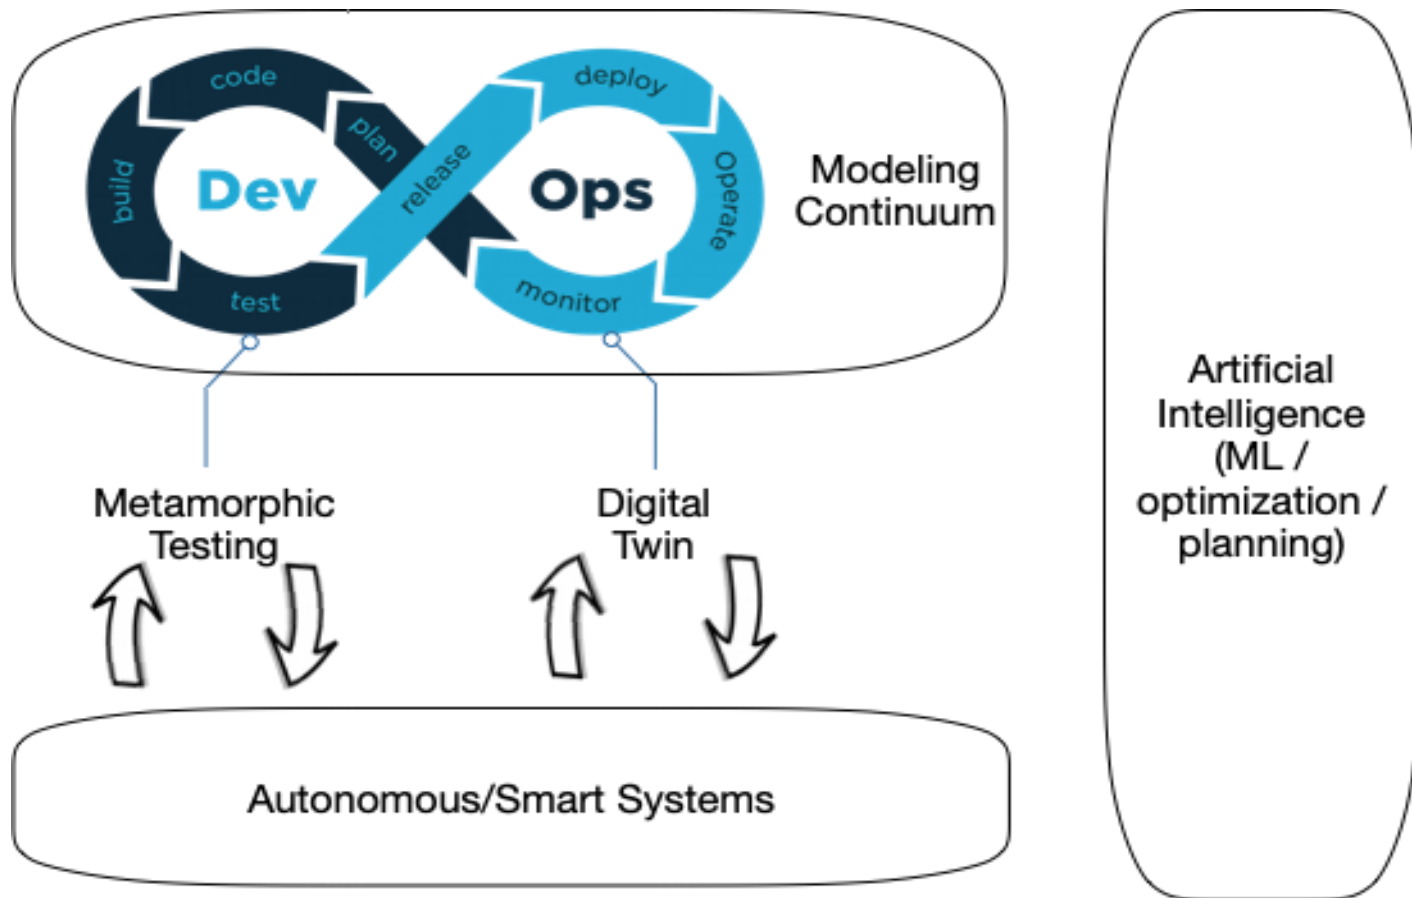 code
deploy
plan
build
Dev
release
Ops
Operate
test
monitor
Modeling
Continuum
Metamorphic
Testing
Digital
Twin
Autonomous/Smart Systems
Artificial
Intelligence
(ML /
optimization /
planning)